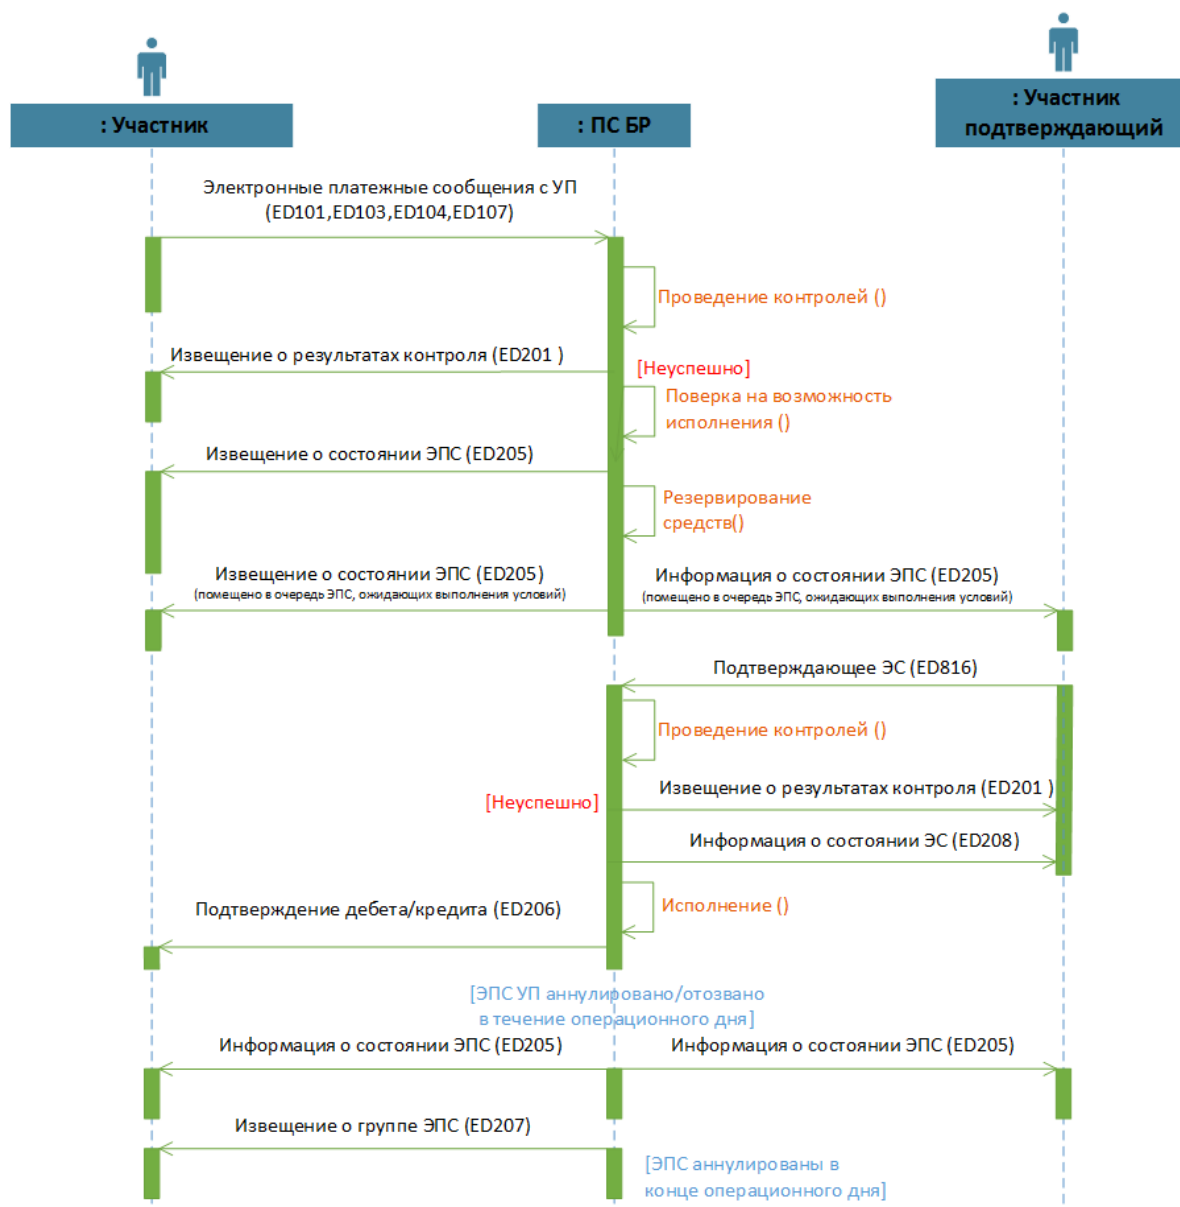 : Участник
: ПС БР
: Участник
подтверждающий
Электронные платежные сообщения с УП
(ED101,ED103,ED104,ED107)
Проведение контролей ()
Извещение о результатах контроля (ED201 )
[Неуспешно]
Поверка на возможность
исполнения ()
Извещение о состоянии ЭПС (ED205)
Резервирование
средств()
Извещение о состоянии ЭПС (ED205)
(помещено в очередь ЭПС, ожидающих выполнения условий)
Информация о состоянии ЭПС (ED205)
(помещено в очередь ЭПС, ожидающих выполнения условий)
Подтверждающее ЭС (ED816)
Проведение контролей ()
Извещение о результатах контроля (ED201 )
[Неуспешно]
Информация о состоянии ЭС (ED208)
Исполнение ()
Подтверждение дебета/кредита (ED206)
[ЭПС УП аннулировано/отозвано
в течение операционного дня]
Информация о состоянии ЭПС (ED205)
Информация о состоянии ЭПС (ED205)
Извещение о группе ЭПС (ED207)
[ЭПС аннулированы в
конце операционного дня]